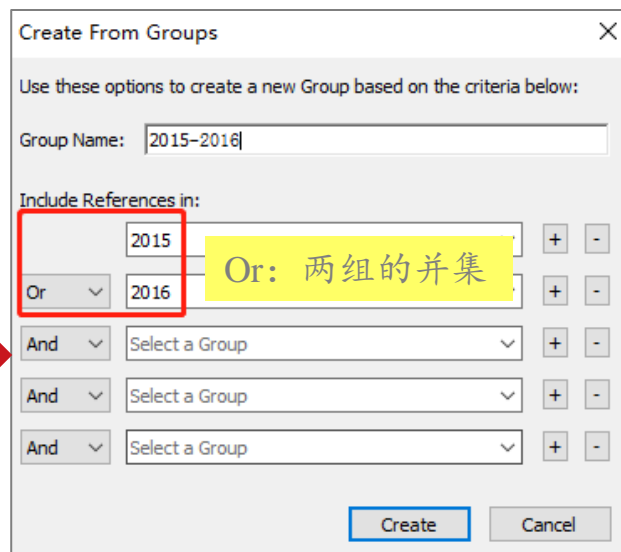 Create From Groups
Use these options to create a new Group based on the criteria below:
Group Name: 2015-2016
Include References in:
2015 + -
Or：两组的并集
Or 2016 + -
And Select a Group + -
And Select a Group + -
And Select a Group + -
Create Cancel